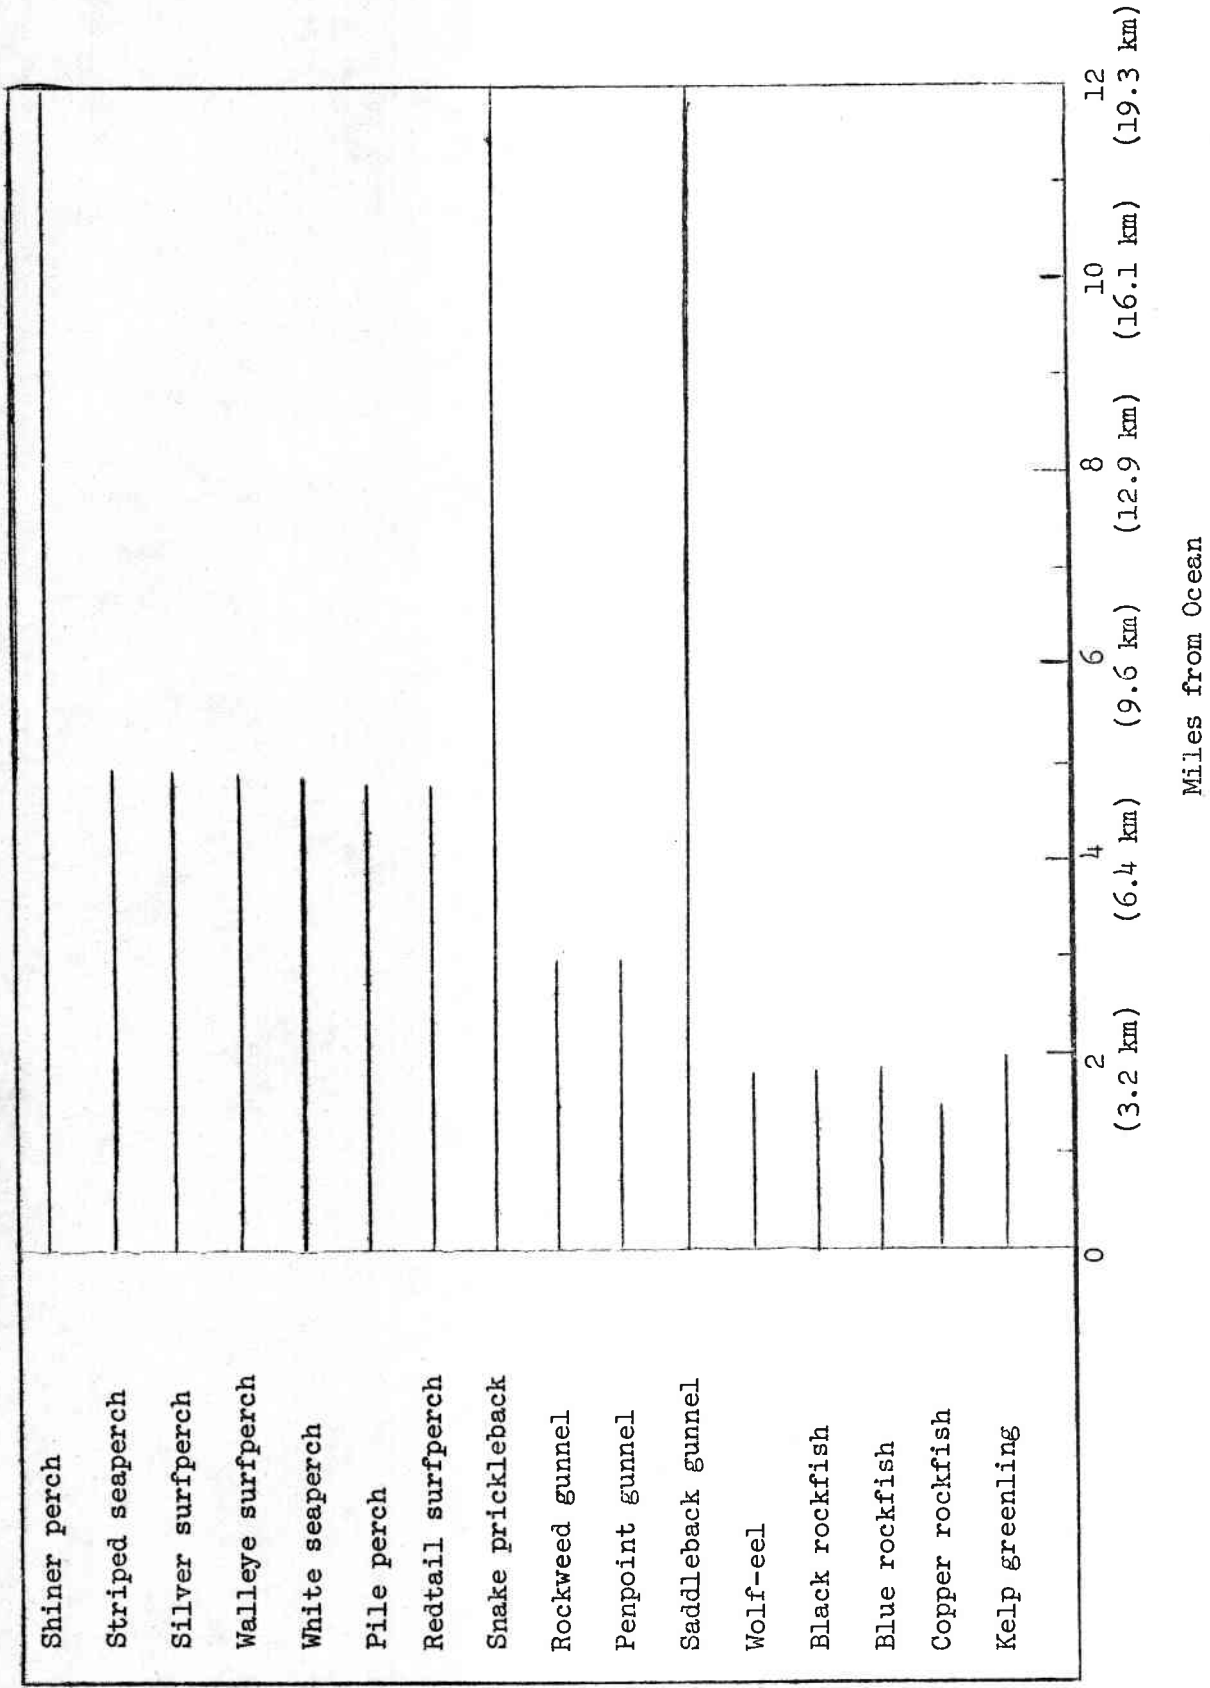 Shiner perch
Striped seaperch
Silver surfperch
Walleye surfperch
White seaperch
Pile perch
Redtail surfperch
Snake prickleback
Rockweed gunnel
Penpoint gunnel
Saddleback gunnel
Wolf-eel
Black rockfish
Blue rockfish
Copper rockfish
Kelp greenling
0 2 4 6 8 10 12
(3.2 km) (6.4 km) (9.6 km) (12.9 km) (16.1 km) (19.3 km)
Miles from Ocean